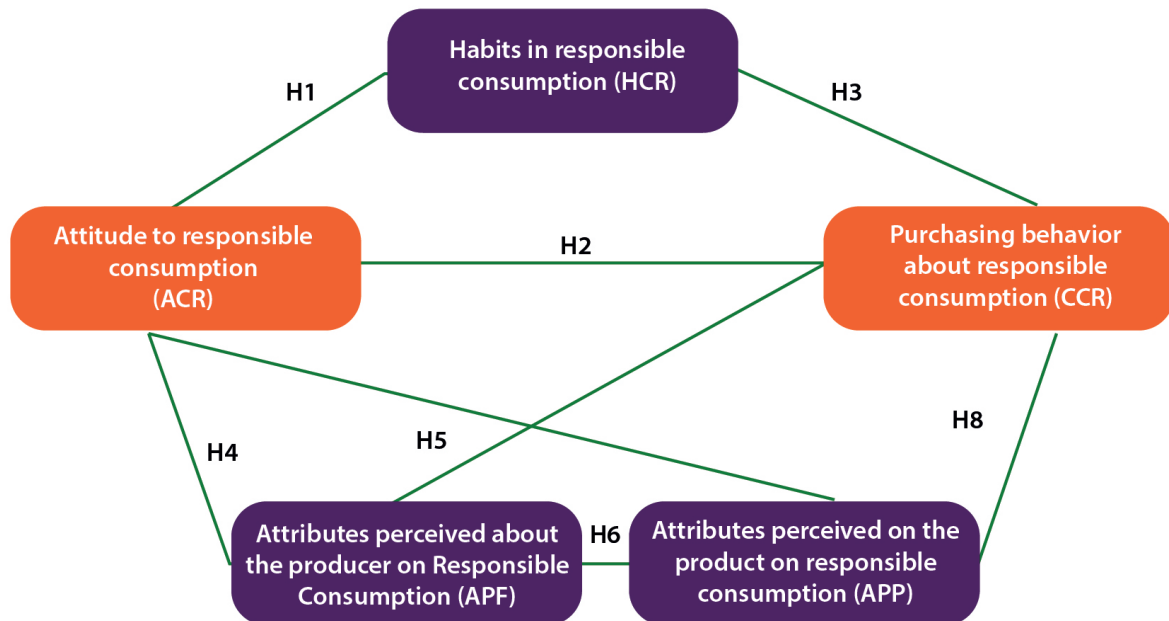 Habits in responsible
consumption (HCR)
H1
H3
Attitude to responsible
consumption
(ACR)
H2
Purchasing behavior
about responsible
consumption (CCR)
H4
H5
H8
Attributes perceived about
the producer on Responsible
Consumption (APF)
H6
Attributes perceived on the
product on responsible
consumption (APP)